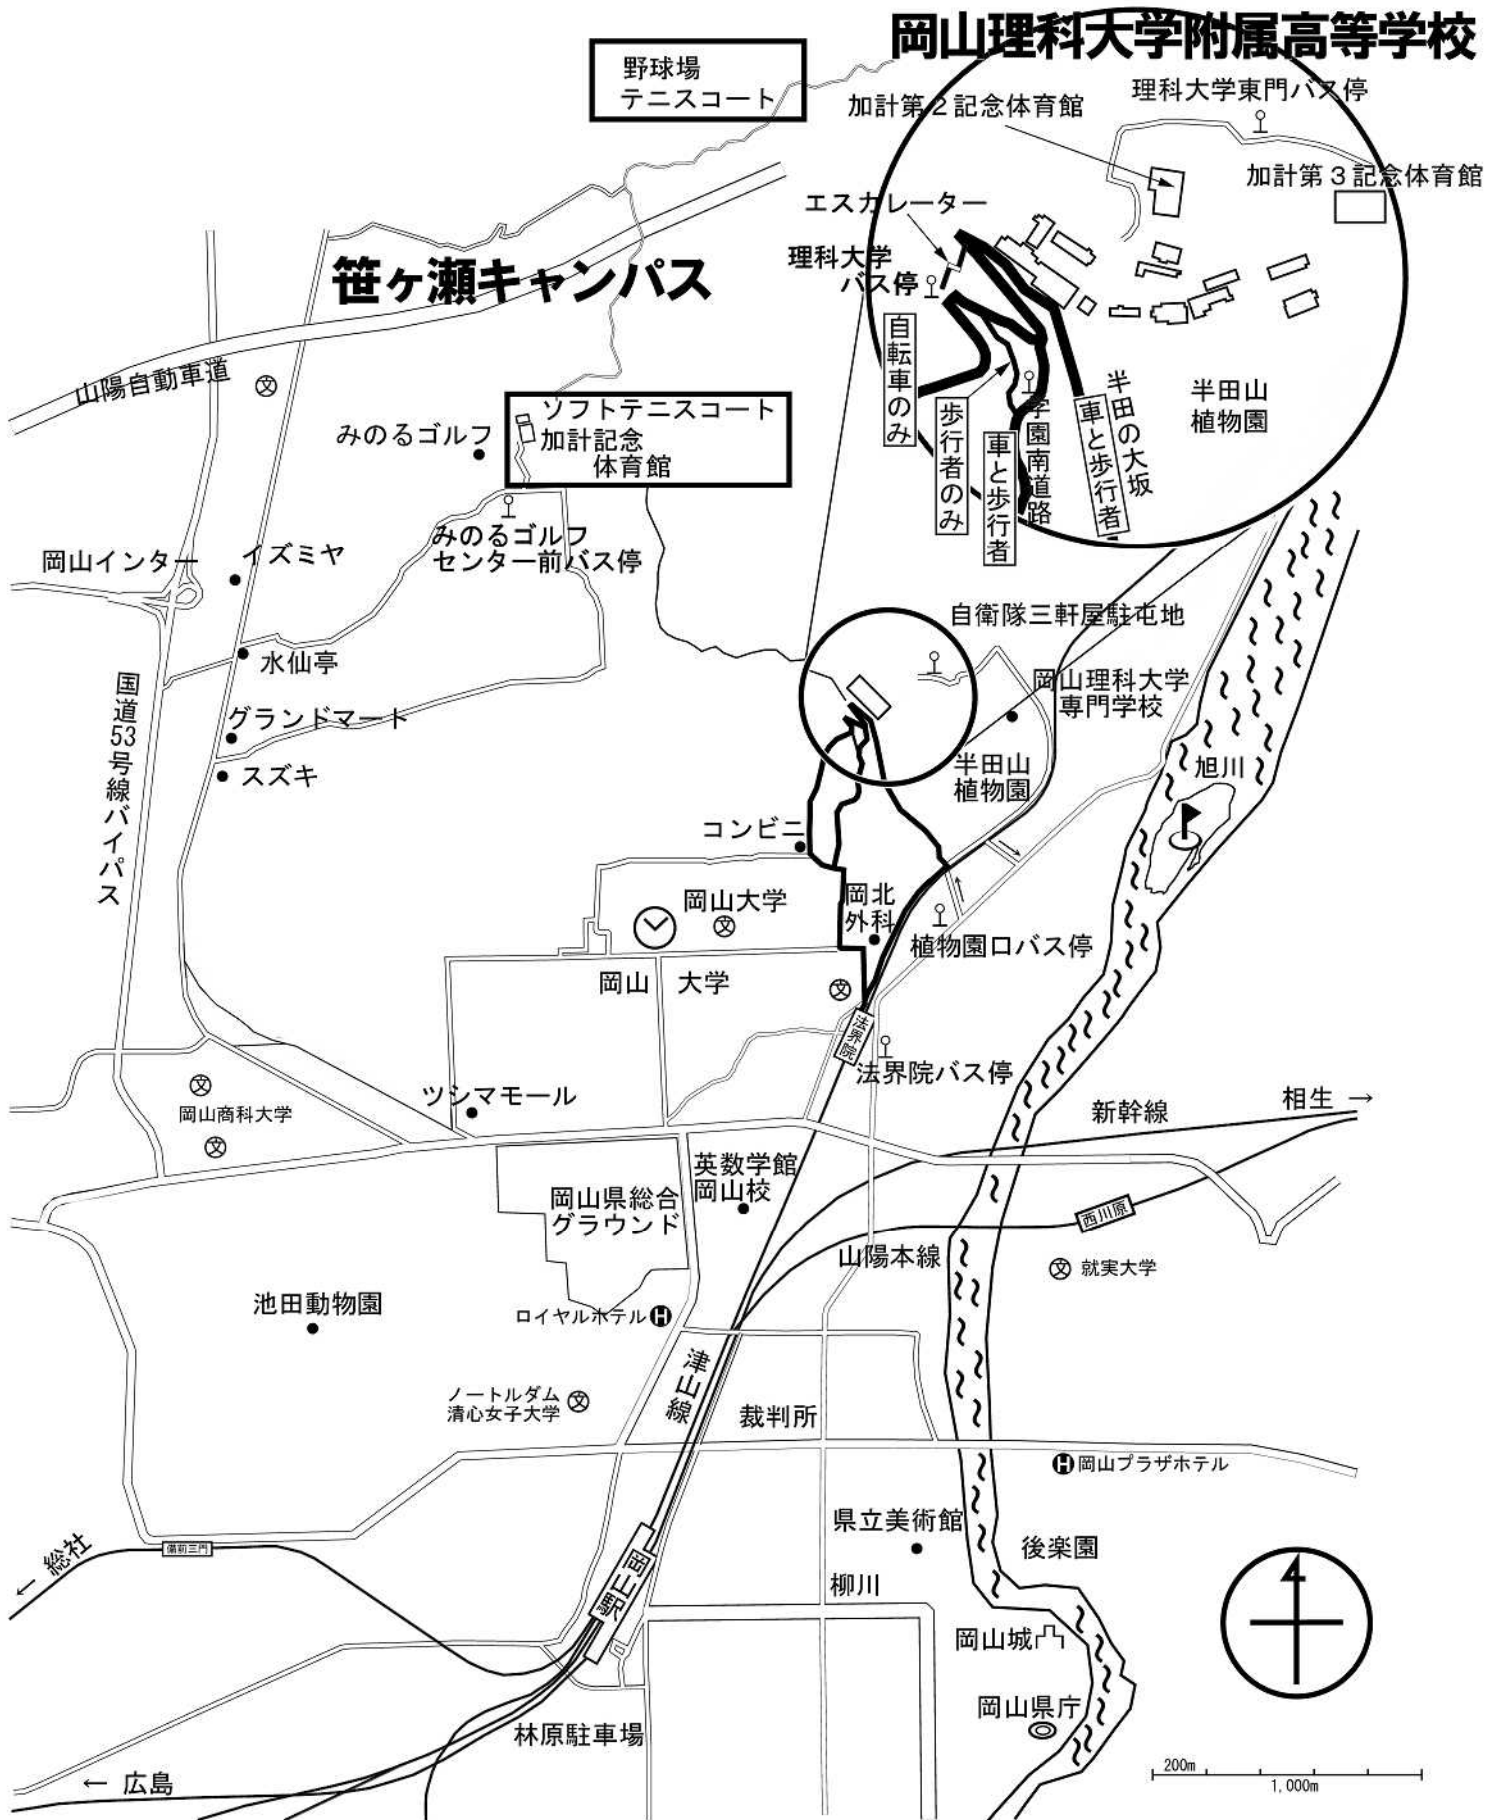 岡山理科大学附属高等学校
野球場
テニスコート
理科大学東門バス停
加計第2記念体育館
加計第3記念体育館
エスカレーター
理科大学
バス停
笹ヶ瀬キャンパス
自転車のみ
歩行者のみ
車と歩行者
学園南道路
車と歩行者
半田の大坂
半田山
植物園
山陽自動車道
文
みのるゴルフ
ソフトテニスコート
加計記念
体育館
みのるゴルフ
センター前バス停
岡山インター
イズミヤ
水仙亭
国道53号線バイパス
グランドマート
スズキ
自衛隊三軒屋駐屯地
岡山理科大学
専門学校
半田山
植物園
旭川
コンビニ
岡山大学
文
岡北
外科
植物園口バス停
岡山 大学
文
法界院
法界院バス停
文
岡山商科大学
文
ツシマモール
新幹線
相生 →
英数学館
岡山校
岡山県総合
グラウンド
西川原
山陽本線
文 就実大学
池田動物園
ロイヤルホテル H
津山線
ノートルダム
清心女子大学 文
裁判所
H 岡山プラザホテル
県立美術館
後楽園
← 総社
備前三門
岡山駅
柳川
岡山城
岡山県庁
林原駐車場
← 広島
200m
1,000m